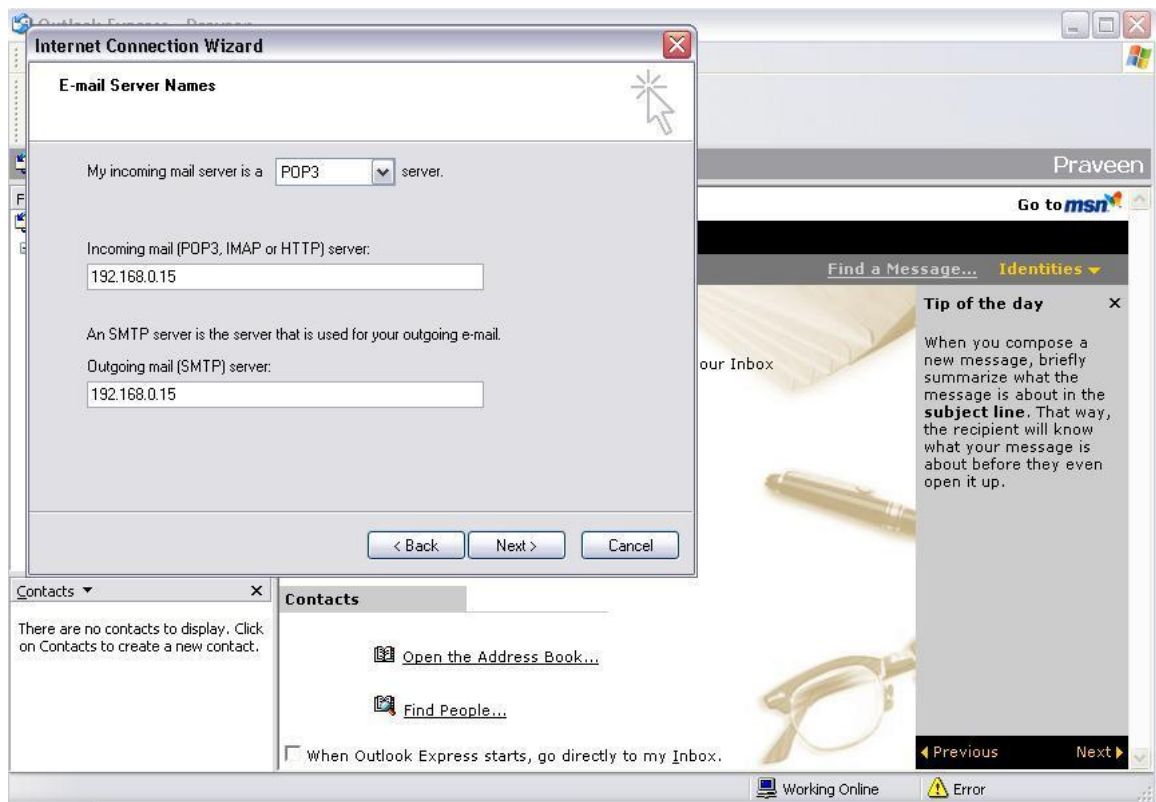 Outlook Express - Praveen
Internet Connection Wizard
E-mail Server Names
My incoming mail server is a POP3 server.
Incoming mail (POP3, IMAP or HTTP) server:
192.168.0.15
An SMTP server is the server that is used for your outgoing e-mail.
Outgoing mail (SMTP) server:
192.168.0.15
< Back Next > Cancel
Praveen
F
Go to msn
Find a Message... Identities
our Inbox
Tip of the day
When you compose a
new message, briefly
summarize what the
message is about in the
subject line. That way,
the recipient will know
what your message is
about before they even
open it up.
Previous Next
Contacts
There are no contacts to display. Click
on Contacts to create a new contact.
Contacts
Open the Address Book...
Find People...
When Outlook Express starts, go directly to my Inbox.
Working Online Error